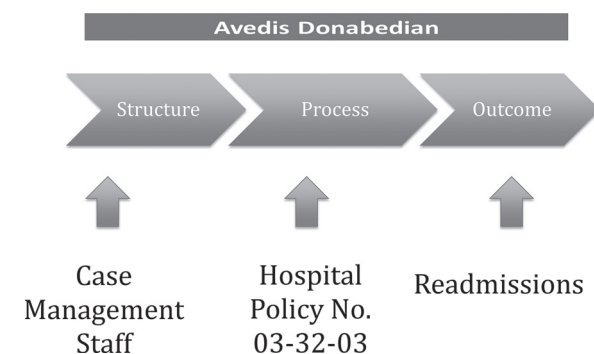 Avedis Donabedian
Structure
Process
Outcome
Case
Management
Staff
Hospital
Policy No.
03-32-03
Readmissions